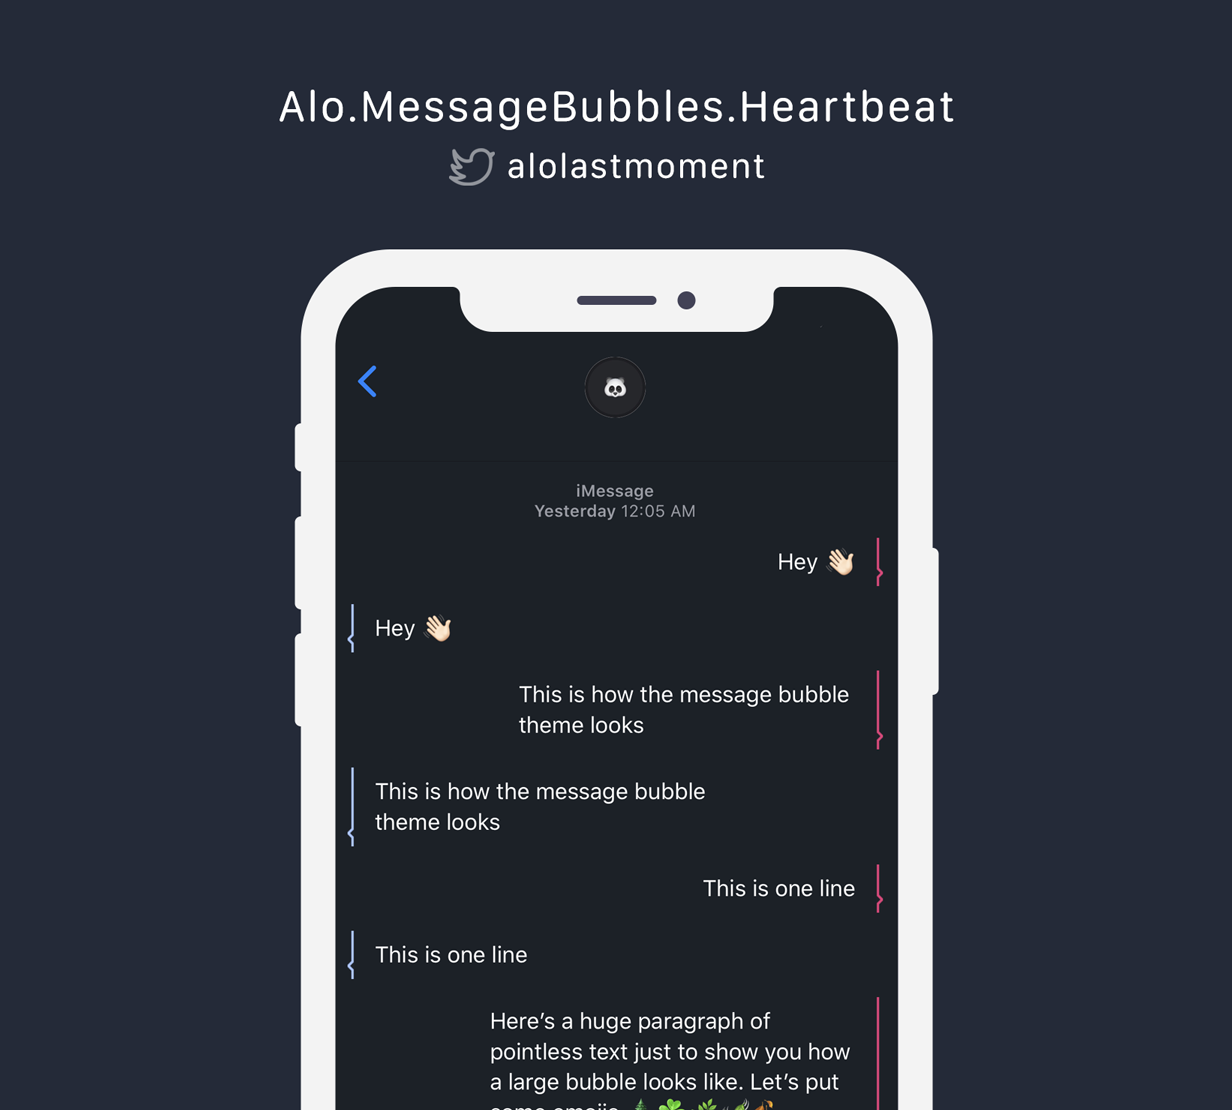 Alo.MessageBubbles.Heartbeat
alolastmoment
iMessage
Yesterday 12:05 AM
Hey 👋🏻
Hey 👋🏻
This is how the message bubble
theme looks
This is how the message bubble
theme looks
This is one line
This is one line
Here’s a huge paragraph of
pointless text just to show you how
a large bubble looks like. Let’s put
some emojis 🌲☘️🌿